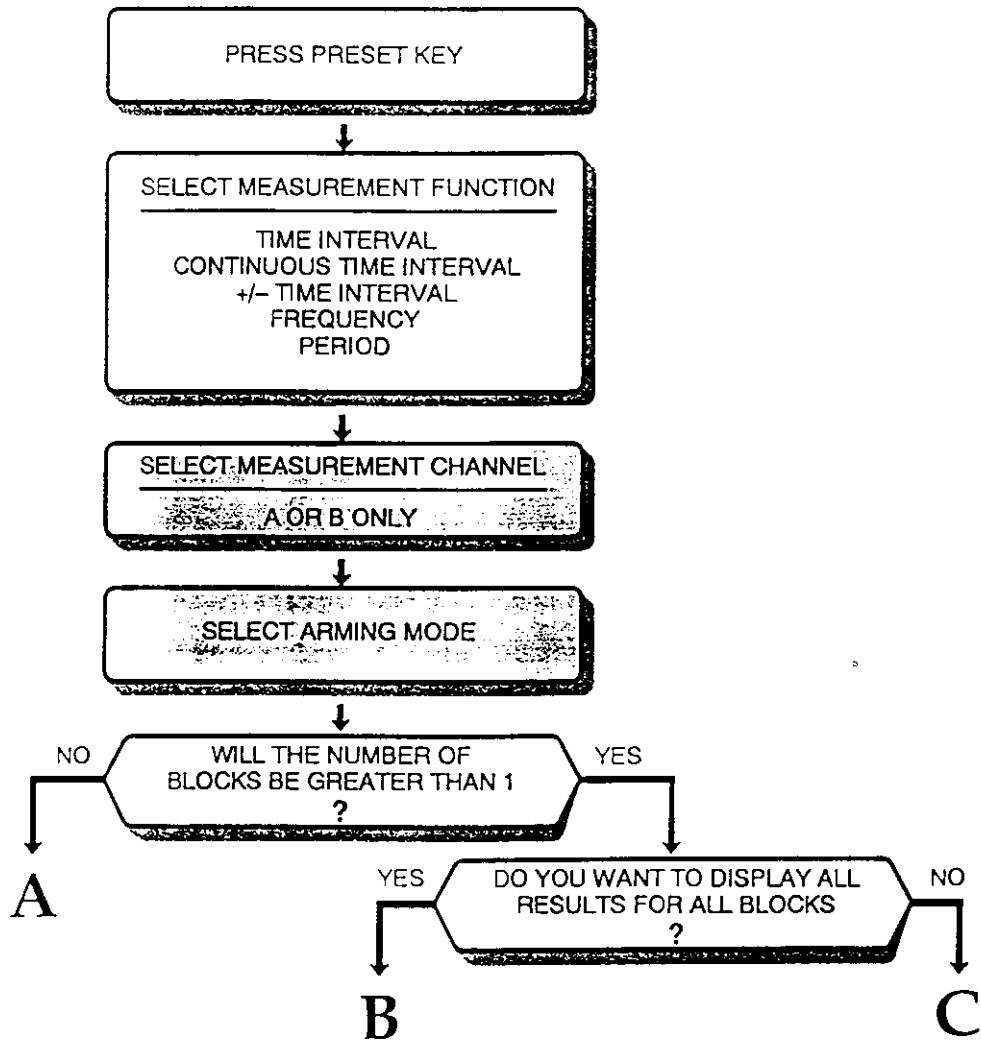 PRESS PRESET KEY
SELECT MEASUREMENT FUNCTION
TIME INTERVAL
CONTINUOUS TIME INTERVAL
+/– TIME INTERVAL
FREQUENCY
PERIOD
SELECT MEASUREMENT CHANNEL
A OR B ONLY
SELECT ARMING MODE
NO
WILL THE NUMBER OF
BLOCKS BE GREATER THAN 1
?
YES
A
YES
DO YOU WANT TO DISPLAY ALL
RESULTS FOR ALL BLOCKS
?
NO
B
C